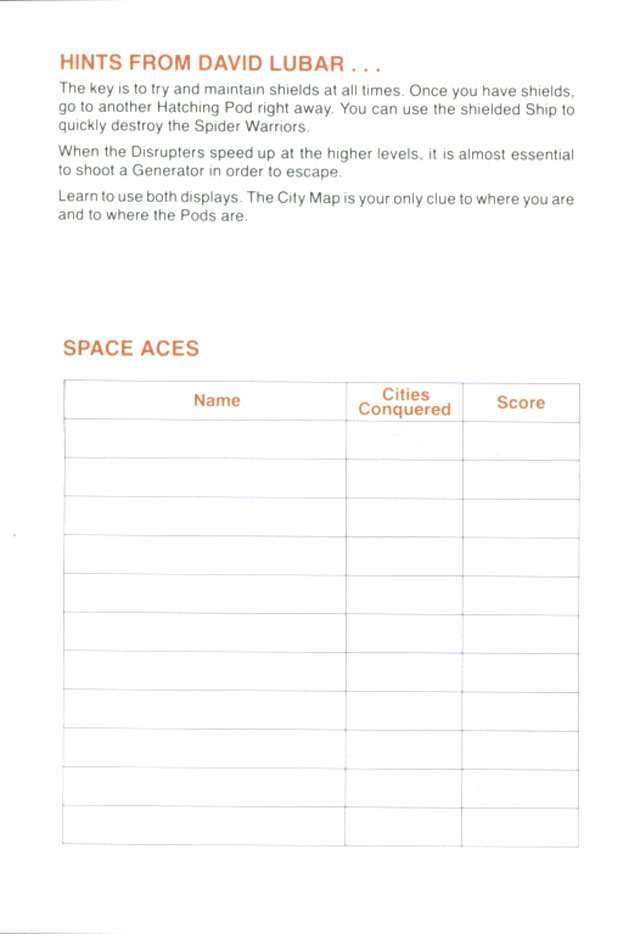 HINTS FROM DAVID LUBAR . . .
The key is to try and maintain shields at all times. Once you have shields,
go to another Hatching Pod right away. You can use the shielded Ship to
quickly destroy the Spider Warriors.
When the Disrupters speed up at the higher levels, it is almost essential
to shoot a Generator in order to escape.
Learn to use both displays. The City Map is your only clue to where you are
and to where the Pods are.
SPACE ACES
Name
Cities
Conquered
Score